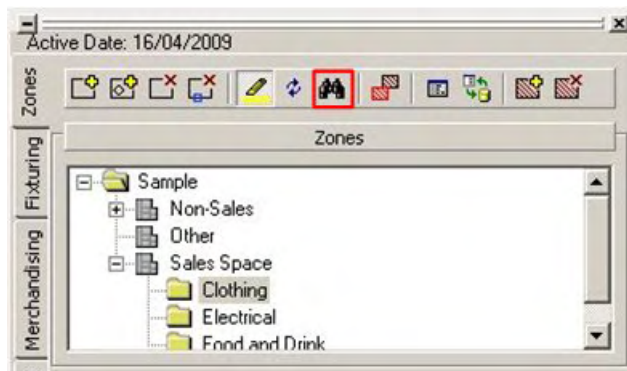 Active Date: 16/04/2009
Zones
Fixturing
Merchandising
Zones
Sample
Non-Sales
Other
Sales Space
Clothing
Electrical
Food and Drink